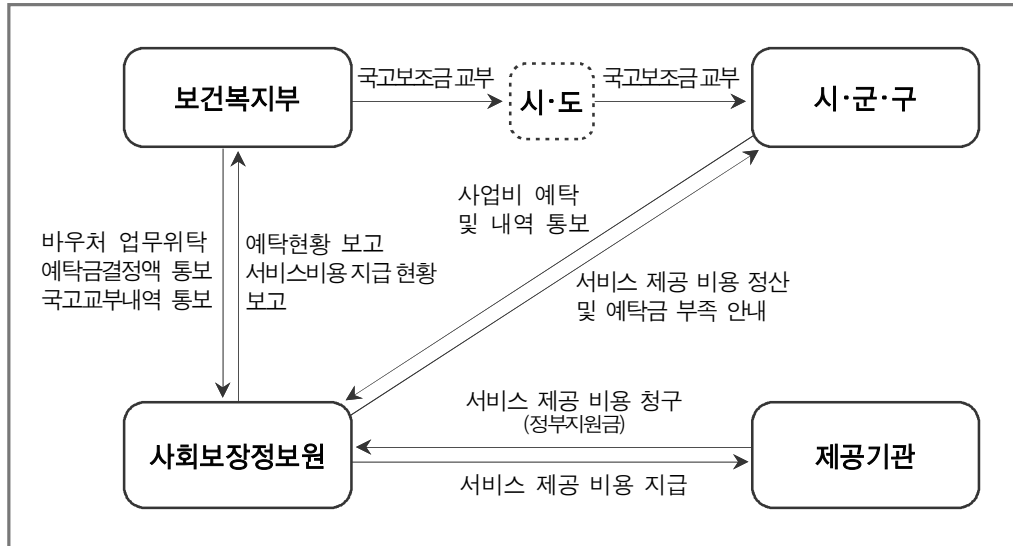 국고보조금 교부
국고보조금 교부
보건복지부
시·도
시·군·구
사업비 예탁
및 내역 통보
바우처 업무위탁
예탁금결정액 통보
국고교부내역 통보
예탁현황 보고
서비스비용 지급 현황
보고
서비스 제공 비용 정산
및 예탁금 부족 안내
서비스 제공 비용 청구
(정부지원금)
사회보장정보원
제공기관
서비스 제공 비용 지급